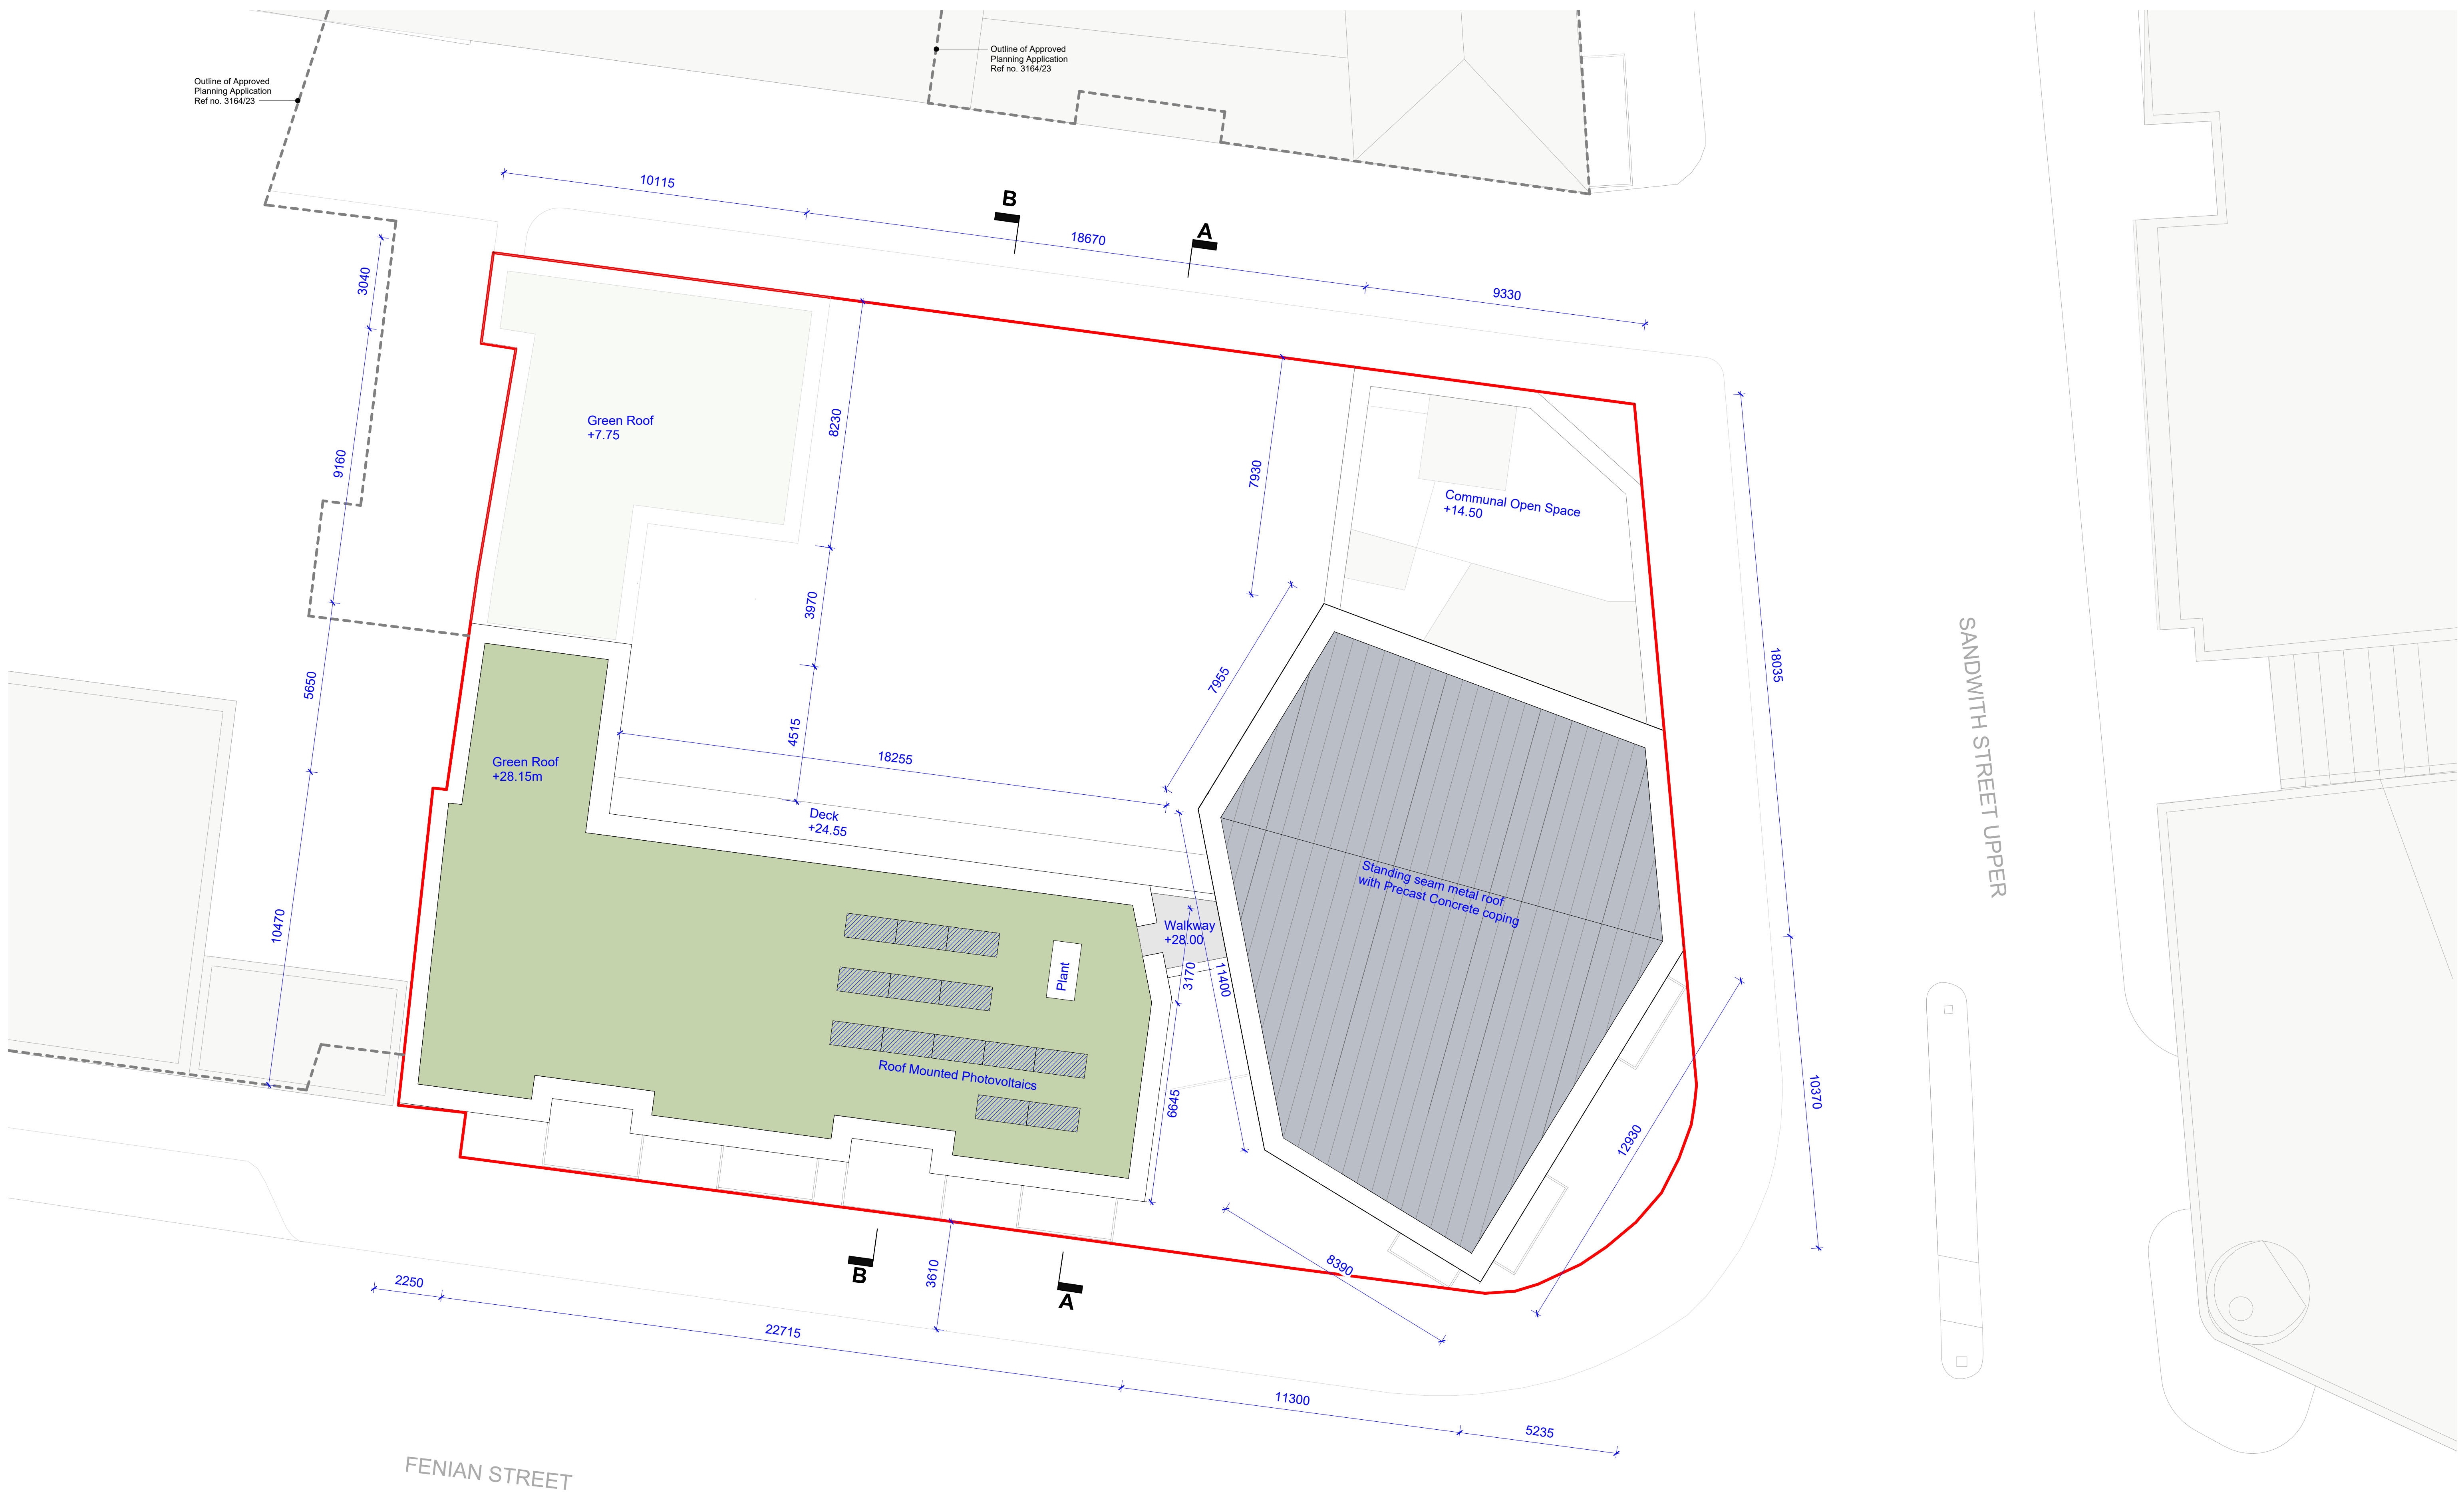 Outline of Approved
Planning Application
Ref no. 3164/23
Outline of Approved
Planning Application
Ref no. 3164/23
10115
B
A
18670
9330
3040
Green Roof
+7.75
8230
9160
7930
Communal Open Space
+14.50
3970
5650
7955
18035
SANDWITH STREET UPPER
4515
18255
Green Roof
+28.15m
Deck
+24.55
Standing seam metal roof
with Precast Concrete coping
10470
Walkway
+28.00
Plant
3170
11400
Roof Mounted Photovoltaics
6645
10370
12930
B
A
3610
8390
2250
22715
11300
5235
FENIAN STREET